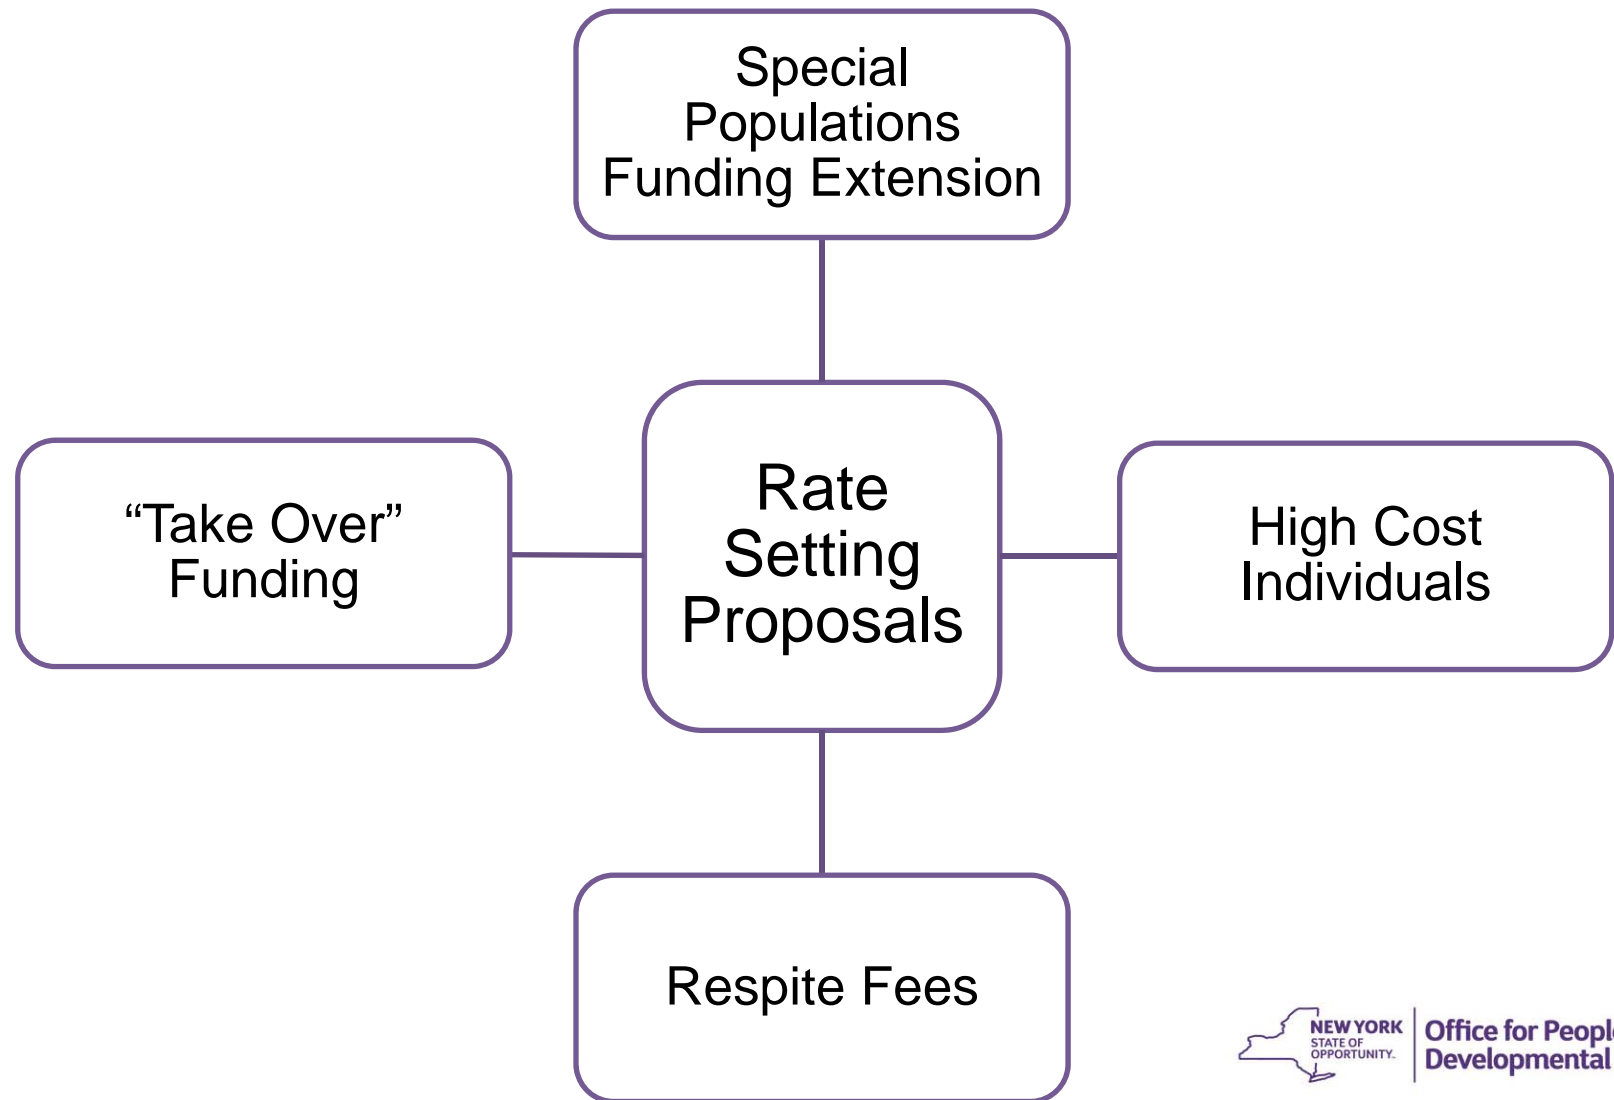 Special
Populations
Funding Extension
“Take Over”
Funding
Rate
Setting
Proposals
High Cost
Individuals
Respite Fees
NEW YORK
STATE OF
OPPORTUNITY.
Office for People
Developmental